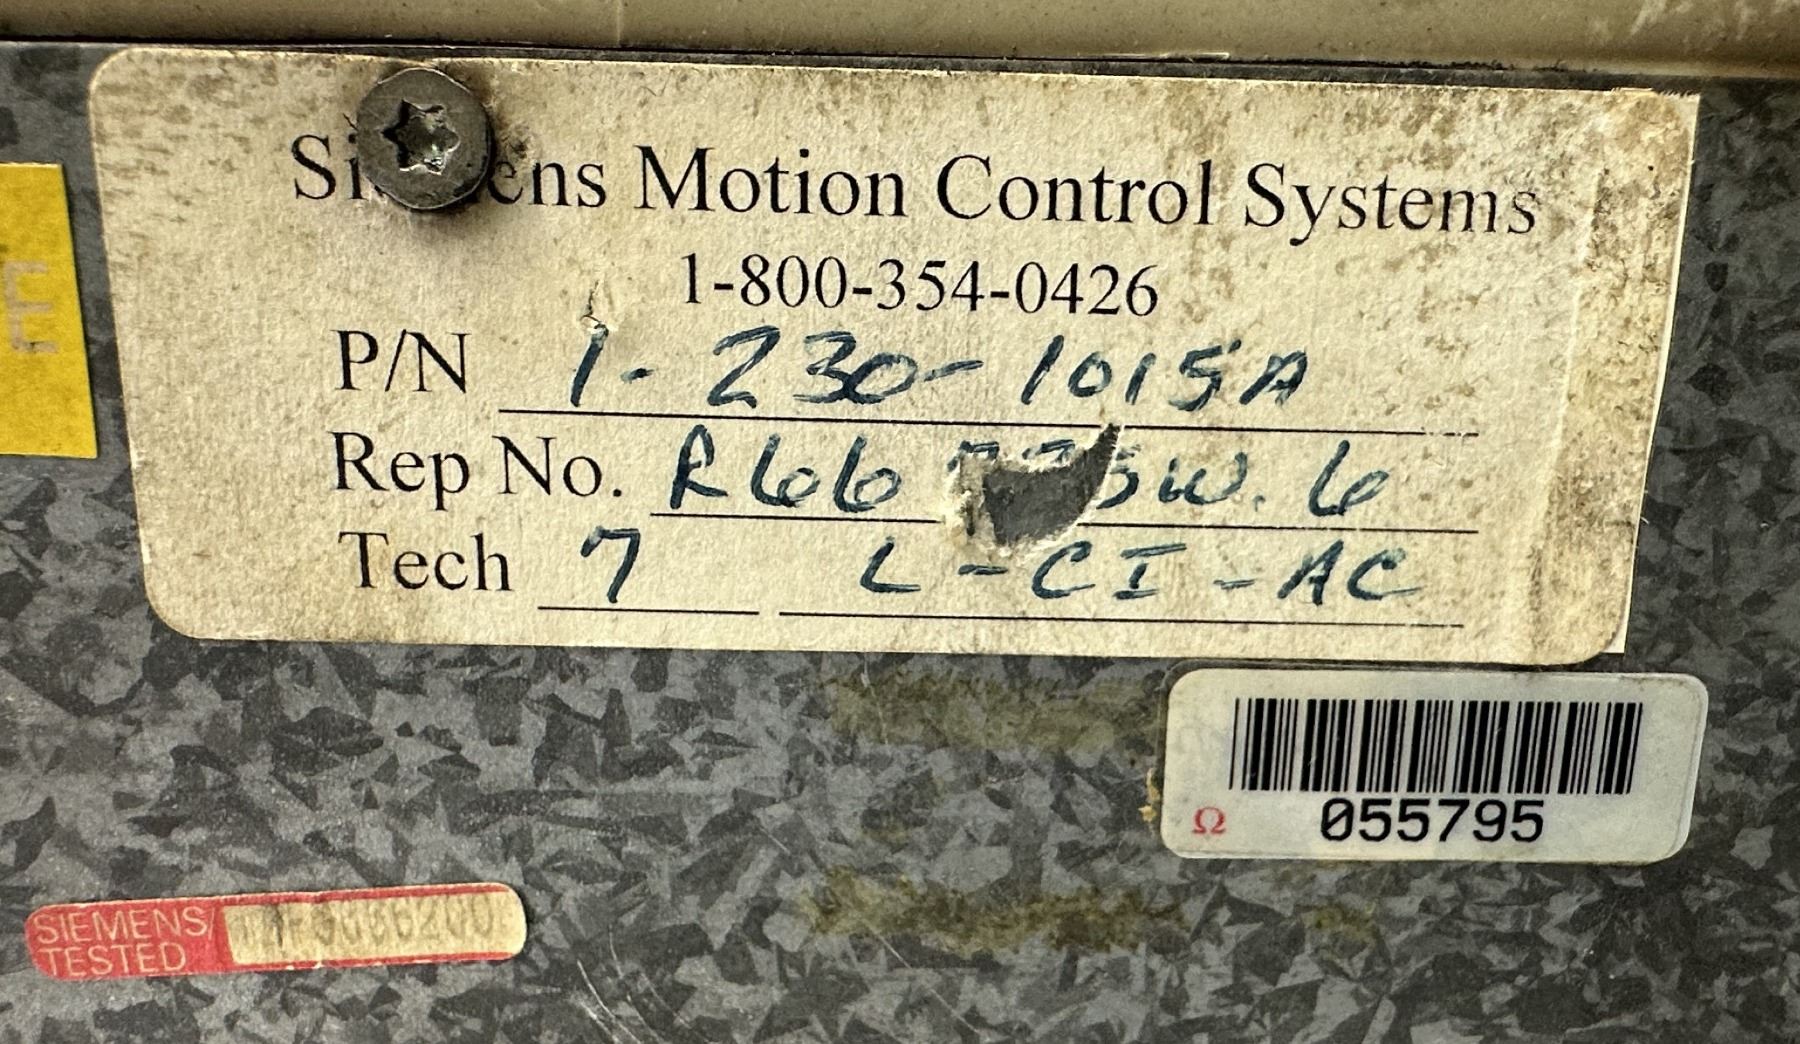 Siemens Motion Control Systems
1-800-354-0426
P/N 1-230-1015A
Rep No.
Tech 7 L-CI-AC
E
Ω 055795
SIEMENS
TESTED